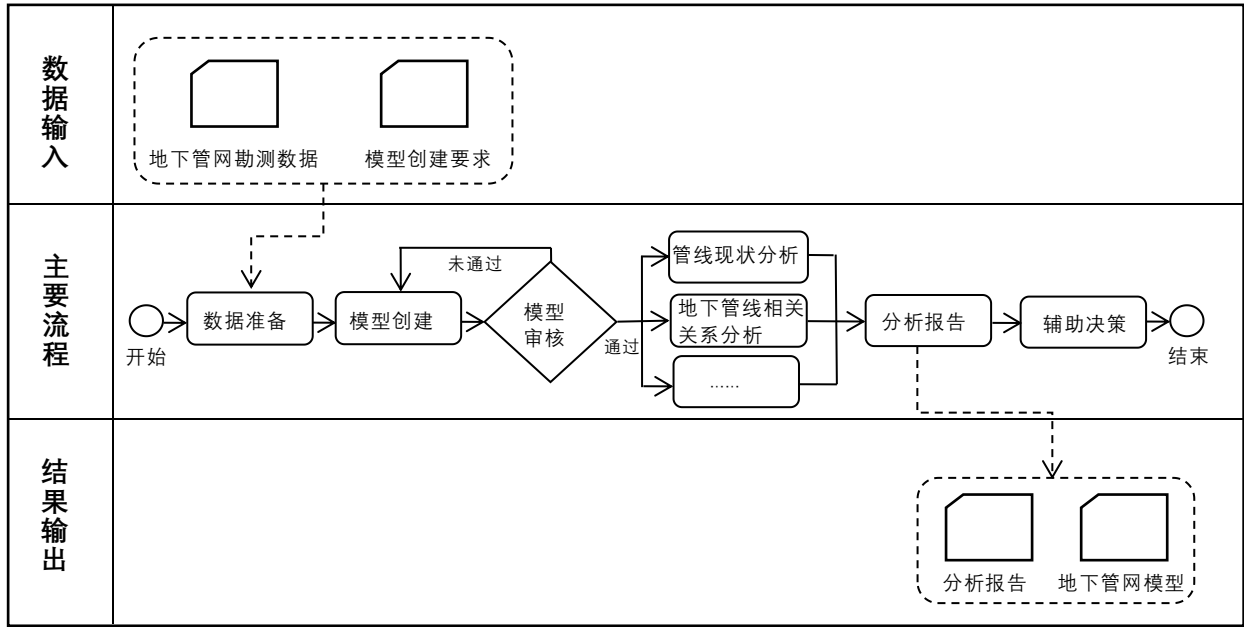 数据输入
地下管网勘测数据
模型创建要求
主要流程
开始
数据准备
模型创建
未通过
模型
审核
通过
管线现状分析
地下管线相关
关系分析
……
分析报告
辅助决策
结束
结果输出
分析报告
地下管网模型